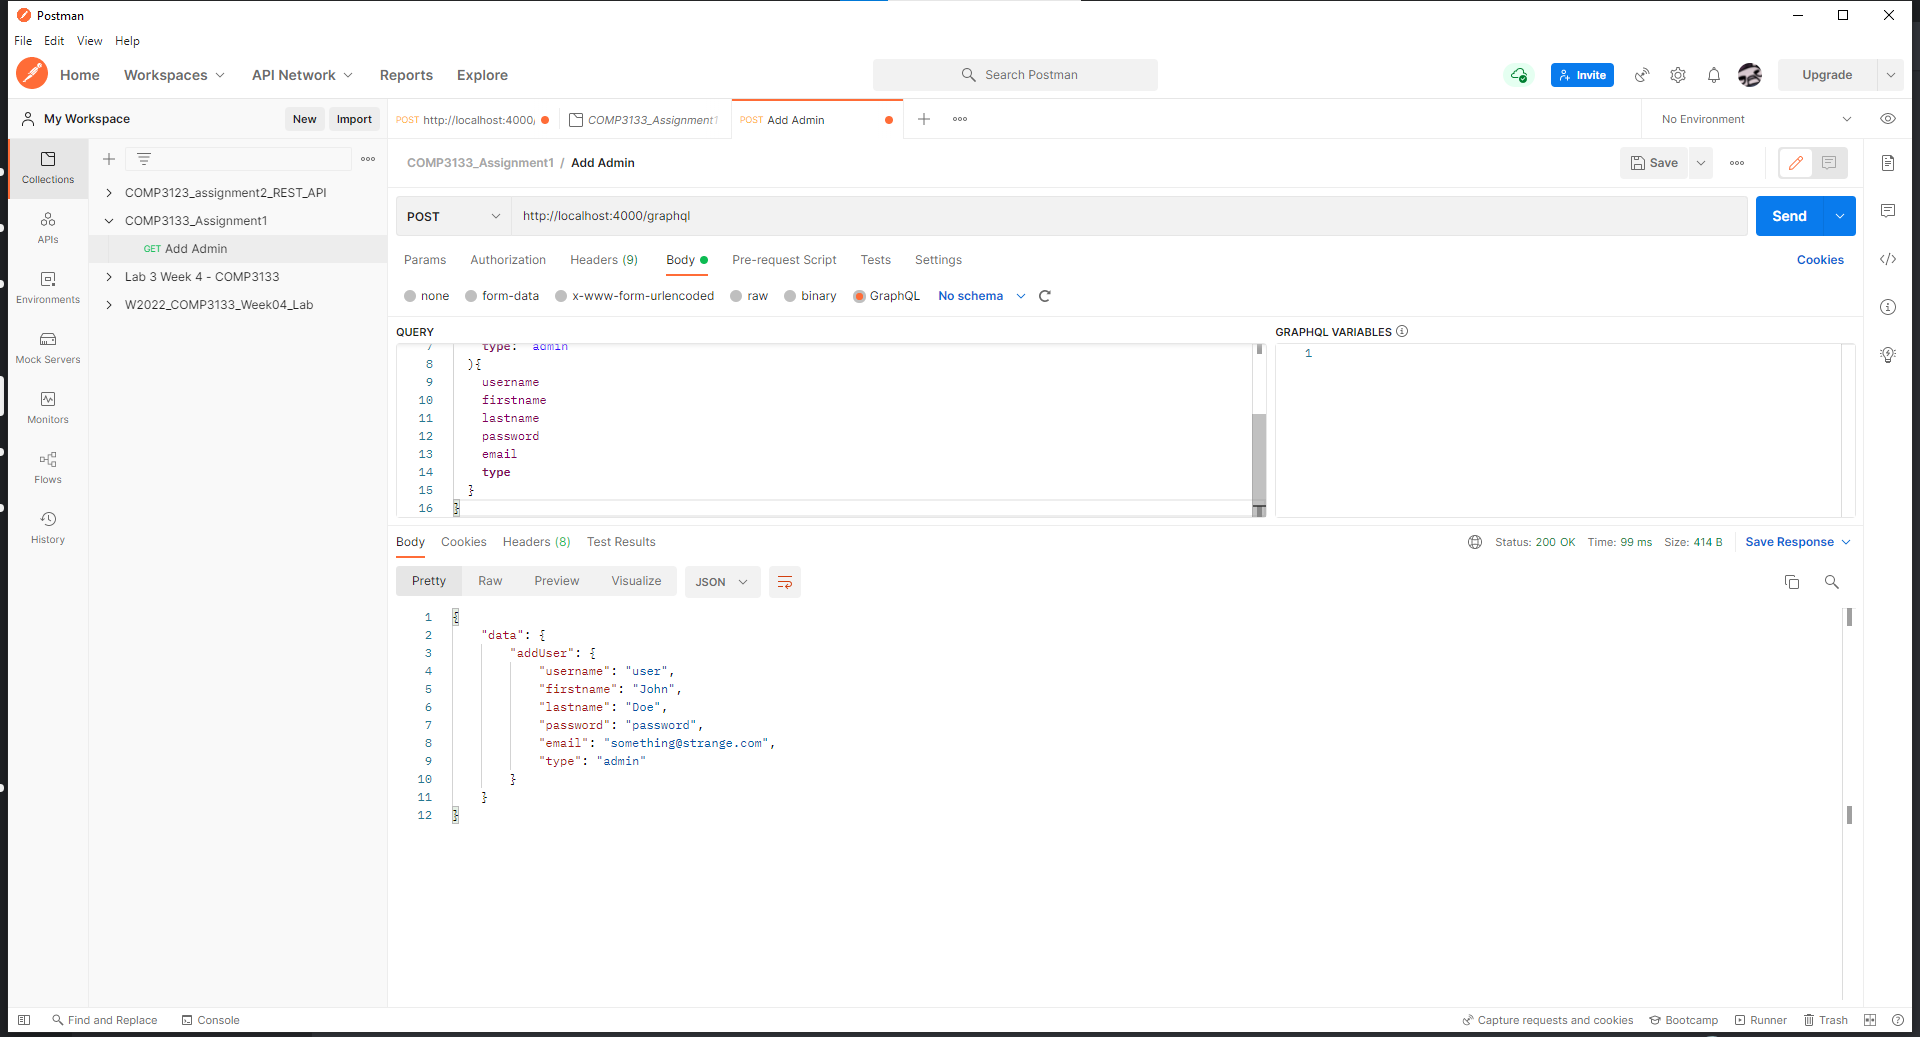 Postman
File Edit View Help
Home Workspaces API Network Reports Explore
Search Postman
Invite
Upgrade
My Workspace
New Import
POST http://localhost:4000/
COMP3133_Assignment1
POST Add Admin
No Environment
Collections
APIs
Environments
Mock Servers
Monitors
Flows
History
COMP3123_assignment2_REST_API
COMP3133_Assignment1
GET Add Admin
Lab 3 Week 4 - COMP3133
W2022_COMP3133_Week04_Lab
COMP3133_Assignment1 / Add Admin
Save
POST http://localhost:4000/graphql
Send
Params Authorization Headers (9) Body Pre-request Script Tests Settings
Cookies
none form-data x-www-form-urlencoded raw binary GraphQL No schema
QUERY
7 type: "admin"
8 ){
9 username
10 firstname
11 lastname
12 password
13 email
14 type
15 }
16 }
GRAPHQL VARIABLES
1
Body Cookies Headers (8) Test Results
Status: 200 OK Time: 99 ms Size: 414 B Save Response
Pretty Raw Preview Visualize JSON
1 {
2 "data": {
3 "addUser": {
4 "username": "user",
5 "firstname": "John",
6 "lastname": "Doe",
7 "password": "password",
8 "email": "something@strange.com",
9 "type": "admin"
10 }
11 }
12 }
Find and Replace Console
Capture requests and cookies Bootcamp Runner Trash